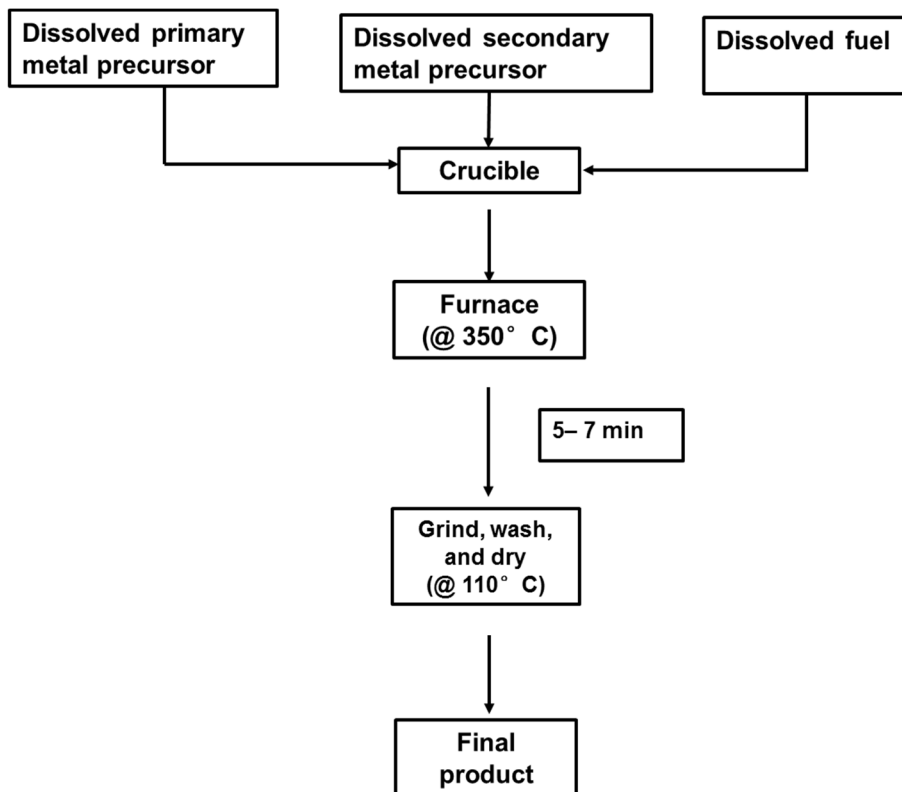 Dissolved primary
metal precursor
Dissolved secondary
metal precursor
Dissolved fuel
Crucible
Furnace
(@ 350° C)
5– 7 min
Grind, wash,
and dry
(@ 110° C)
Final
product